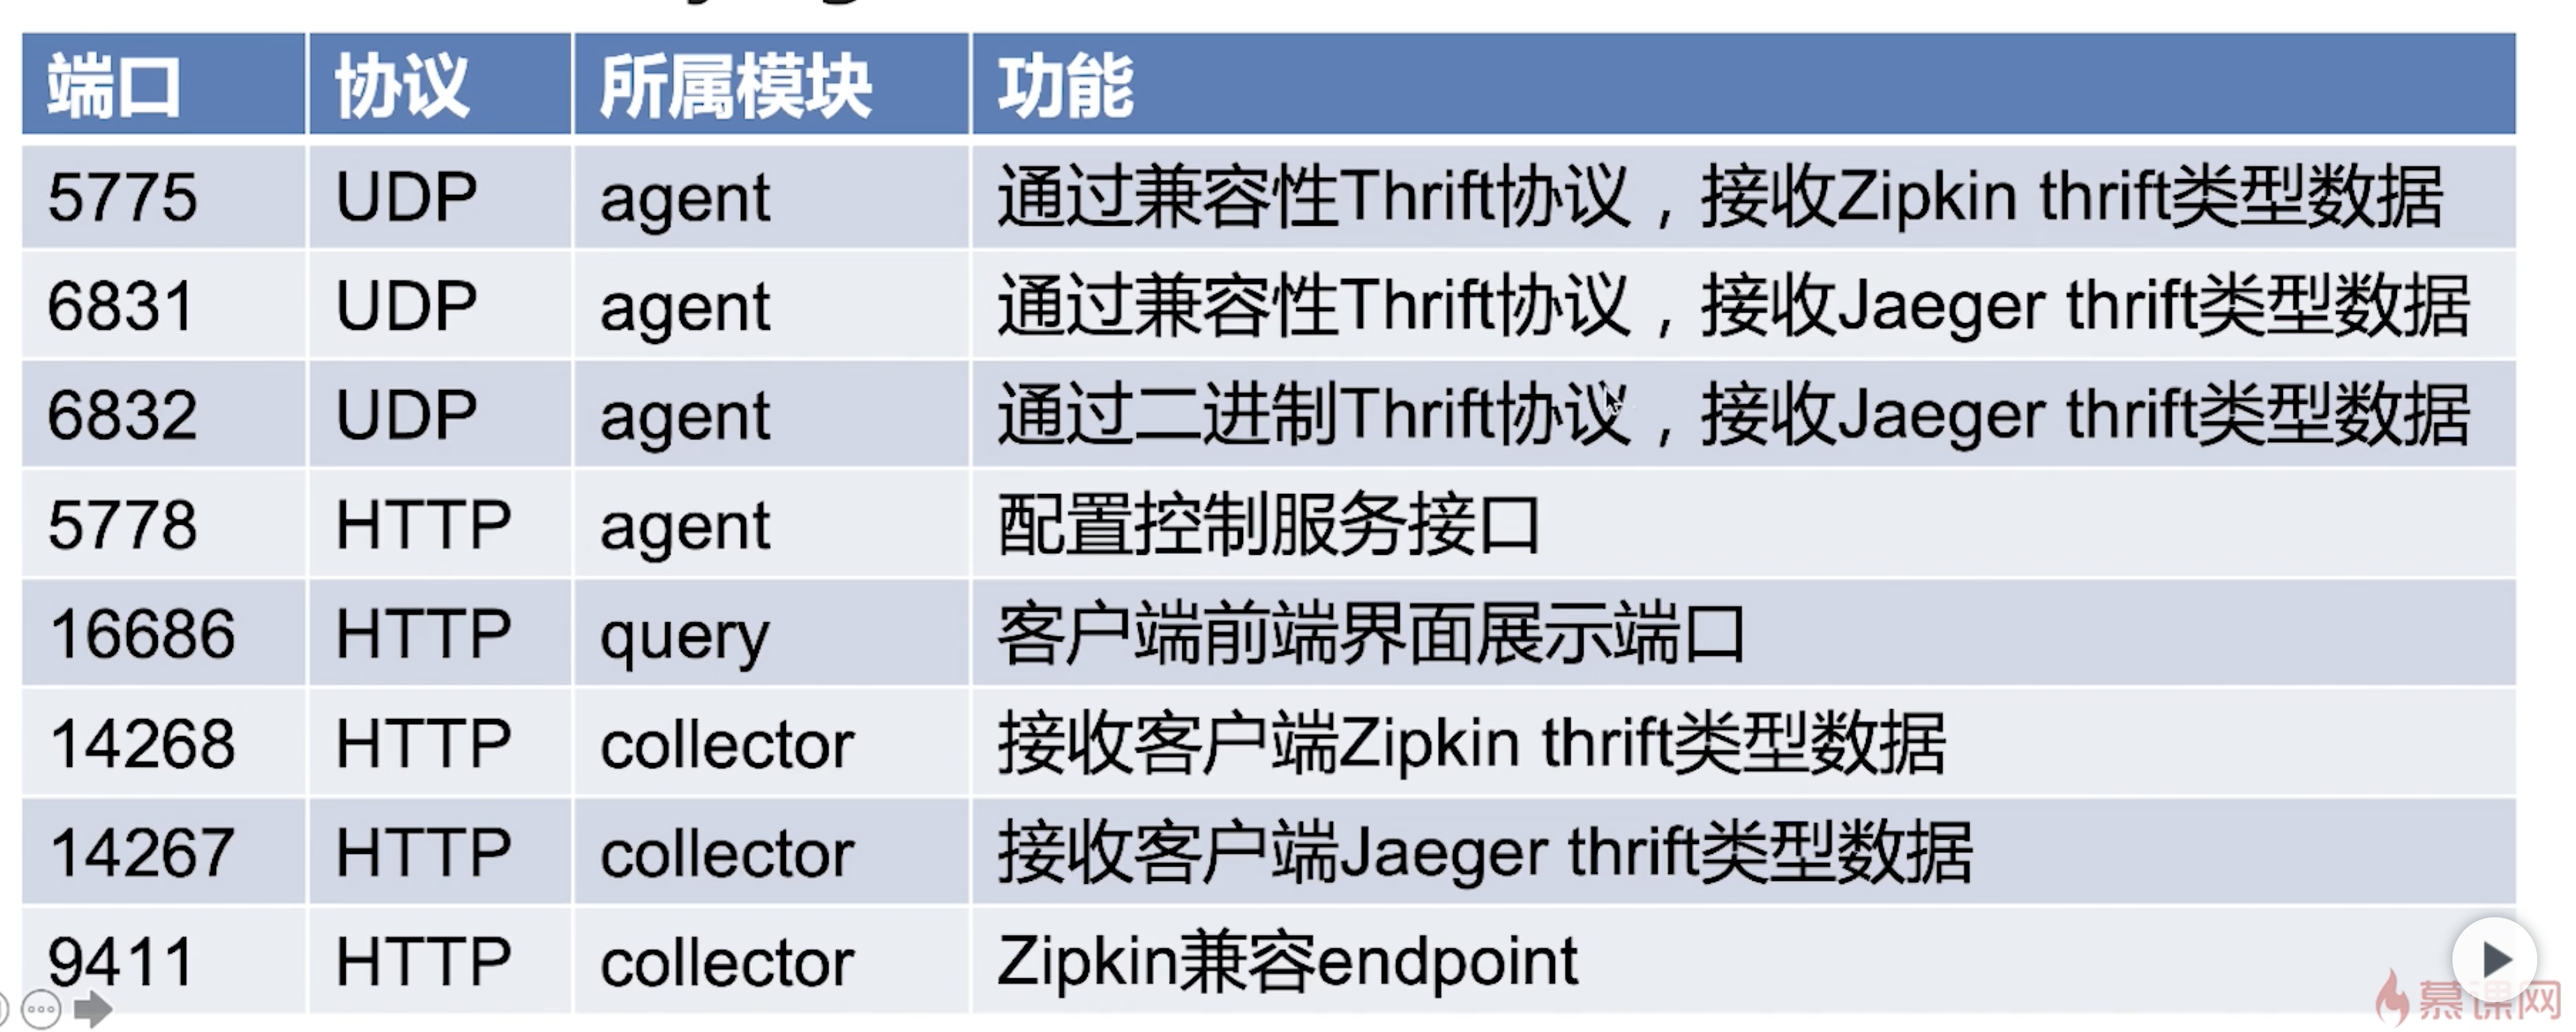 端口 协议 所属模块 功能
5775 UDP agent 通过兼容性Thrift协议，接收Zipkin thrift类型数据
6831 UDP agent 通过兼容性Thrift协议，接收Jaeger thrift类型数据
6832 UDP agent 通过二进制Thrift协议，接收Jaeger thrift类型数据
5778 HTTP agent 配置控制服务接口
16686 HTTP query 客户端前端界面展示端口
14268 HTTP collector 接收客户端Zipkin thrift类型数据
14267 HTTP collector 接收客户端Jaeger thrift类型数据
9411 HTTP collector Zipkin兼容endpoint
慕课网